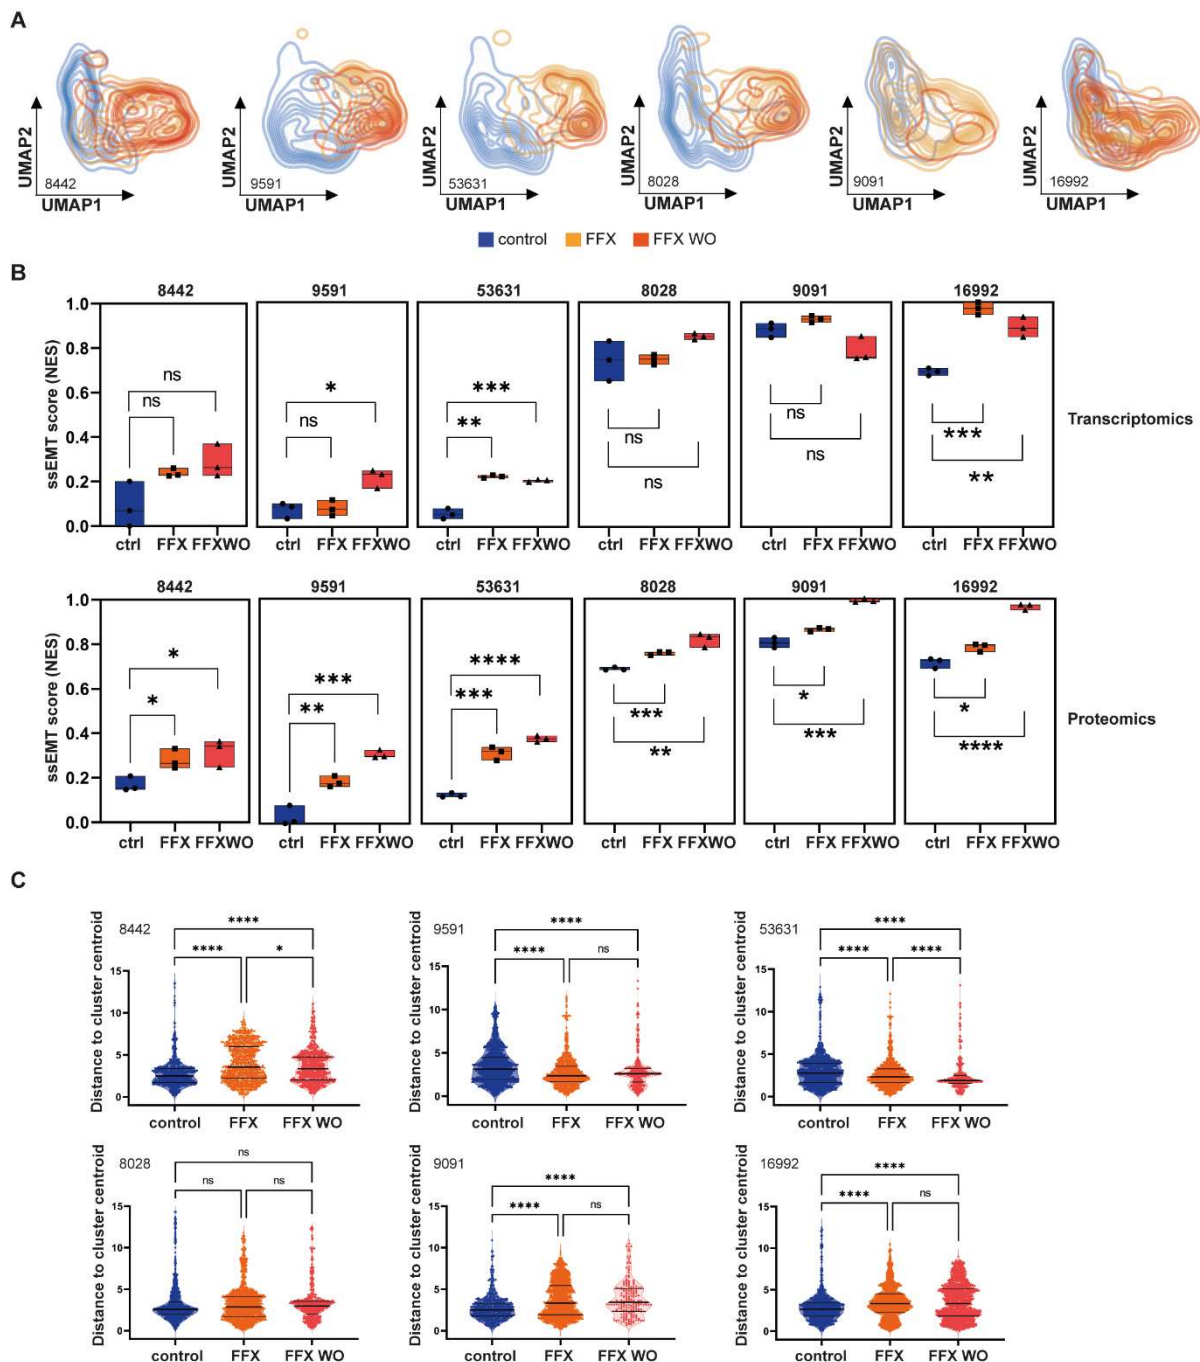 A
UMAP2 UMAP2 UMAP2 UMAP2 UMAP2 UMAP2
8442 9591 53631 8028 9091 16992
UMAP1 UMAP1 UMAP1 UMAP1 UMAP1 UMAP1
control FFX FFX WO
B
8442 9591 53631 8028 9091 16992
ssEMT score (NES)
1.0
0.8
0.6
0.4
0.2
0.0
ns ns
* ns
*** **
ns ns
ns ns
*** **
Transcriptomics
ctrl FFX FFXWO ctrl FFX FFXWO ctrl FFX FFXWO ctrl FFX FFXWO ctrl FFX FFXWO ctrl FFX FFXWO
8442 9591 53631 8028 9091 16992
ssEMT score (NES)
1.0
0.8
0.6
0.4
0.2
0.0
* *
*** **
**** ***
*** **
* ***
* ****
Proteomics
ctrl FFX FFXWO ctrl FFX FFXWO ctrl FFX FFXWO ctrl FFX FFXWO ctrl FFX FFXWO ctrl FFX FFXWO
C
8442
Distance to cluster centroid
****
**** *
15
10
5
0
control FFX FFX WO
9591
Distance to cluster centroid
****
**** ns
15
10
5
0
control FFX FFX WO
53631
Distance to cluster centroid
****
**** ****
15
10
5
0
control FFX FFX WO
8028
Distance to cluster centroid
ns
ns ns
15
10
5
0
control FFX FFX WO
9091
Distance to cluster centroid
****
**** ns
15
10
5
0
control FFX FFX WO
16992
Distance to cluster centroid
****
**** ns
15
10
5
0
control FFX FFX WO